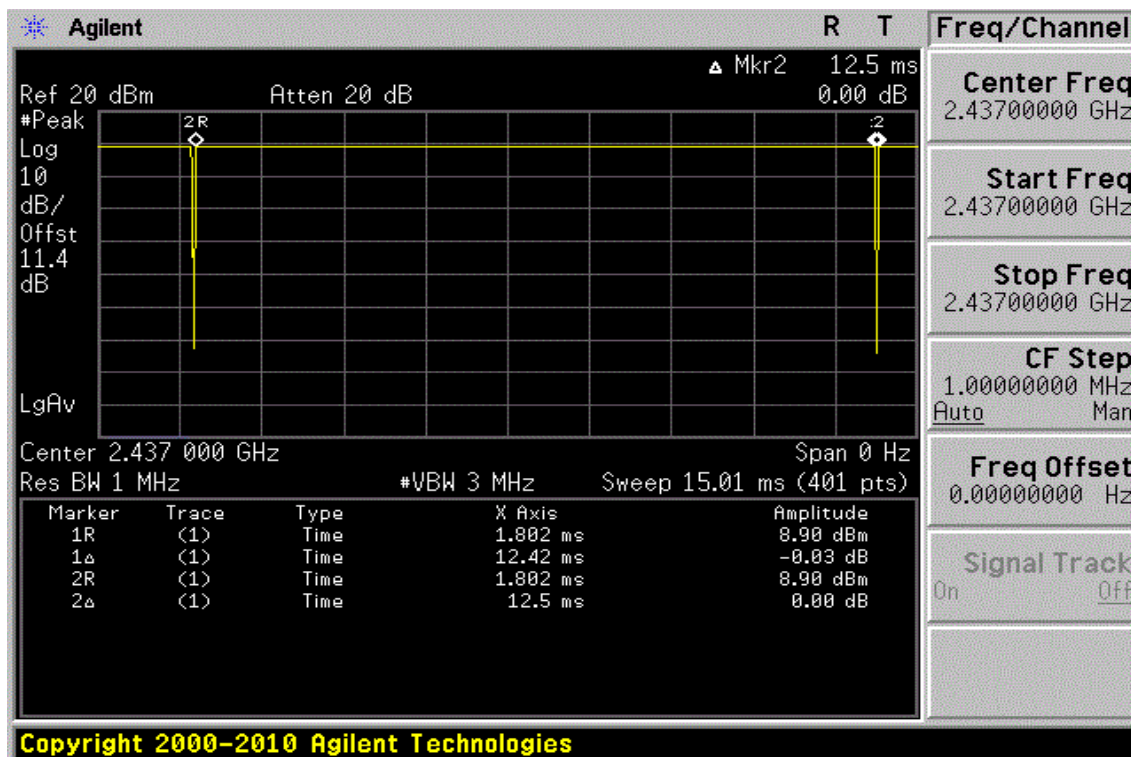 Agilent
R T
Freq/Channel
Δ Mkr2 12.5 ms
Ref 20 dBm Atten 20 dB 0.00 dB
#Peak
Log
10
dB/
Offst
11.4
dB
LgAv
2R
:2
Center 2.437 000 GHz Span 0 Hz
Res BW 1 MHz #VBW 3 MHz Sweep 15.01 ms (401 pts)
Marker Trace Type X Axis Amplitude
1R (1) Time 1.802 ms 8.90 dBm
1Δ (1) Time 12.42 ms -0.03 dB
2R (1) Time 1.802 ms 8.90 dBm
2Δ (1) Time 12.5 ms 0.00 dB
Center Freq
2.43700000 GHz
Start Freq
2.43700000 GHz
Stop Freq
2.43700000 GHz
CF Step
1.00000000 MHz
Auto Man
Freq Offset
0.00000000 Hz
Signal Track
On Off
Copyright 2000-2010 Agilent Technologies